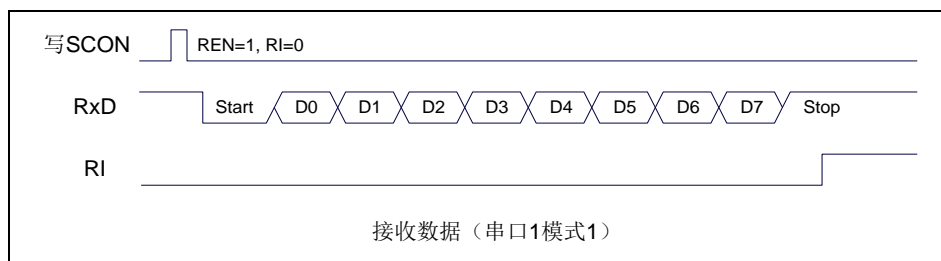 写SCON REN=1, RI=0
RxD Start D0 D1 D2 D3 D4 D5 D6 D7 Stop
RI
接收数据（串口1模式1）